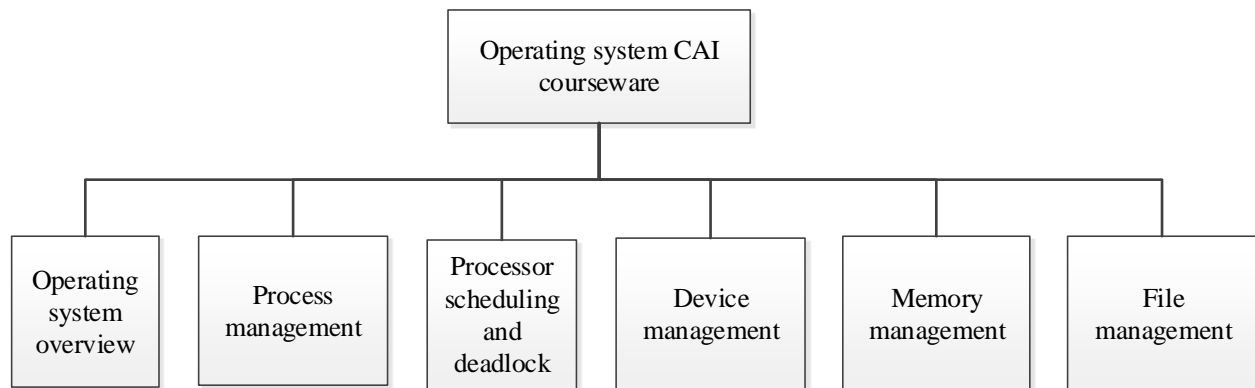 Operating system CAI
courseware
Operating
system
overview
Process
management
Processor
scheduling
and
deadlock
Device
management
Memory
management
File
management